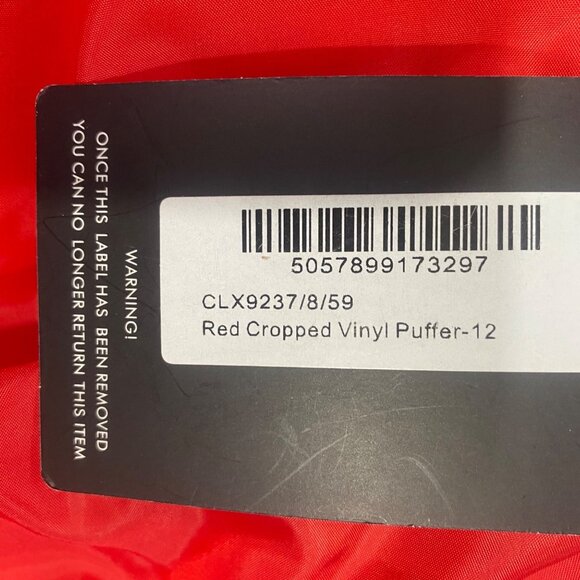 WARNING!
ONCE THIS LABEL HAS BEEN REMOVED
YOU CAN NO LONGER RETURN THIS ITEM
5057899173297
CLX9237/8/59
Red Cropped Vinyl Puffer-12